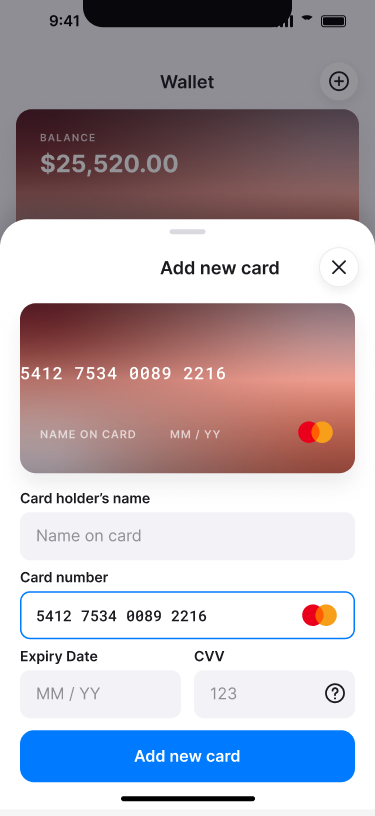 9:41
Wallet
BALANCE
$25,520.00
Add new card
5412 7534 0089 2216
NAME ON CARD MM / YY
Card holder’s name
Name on card
Card number
5412 7534 0089 2216
Expiry Date CVV
MM / YY 123
Add new card